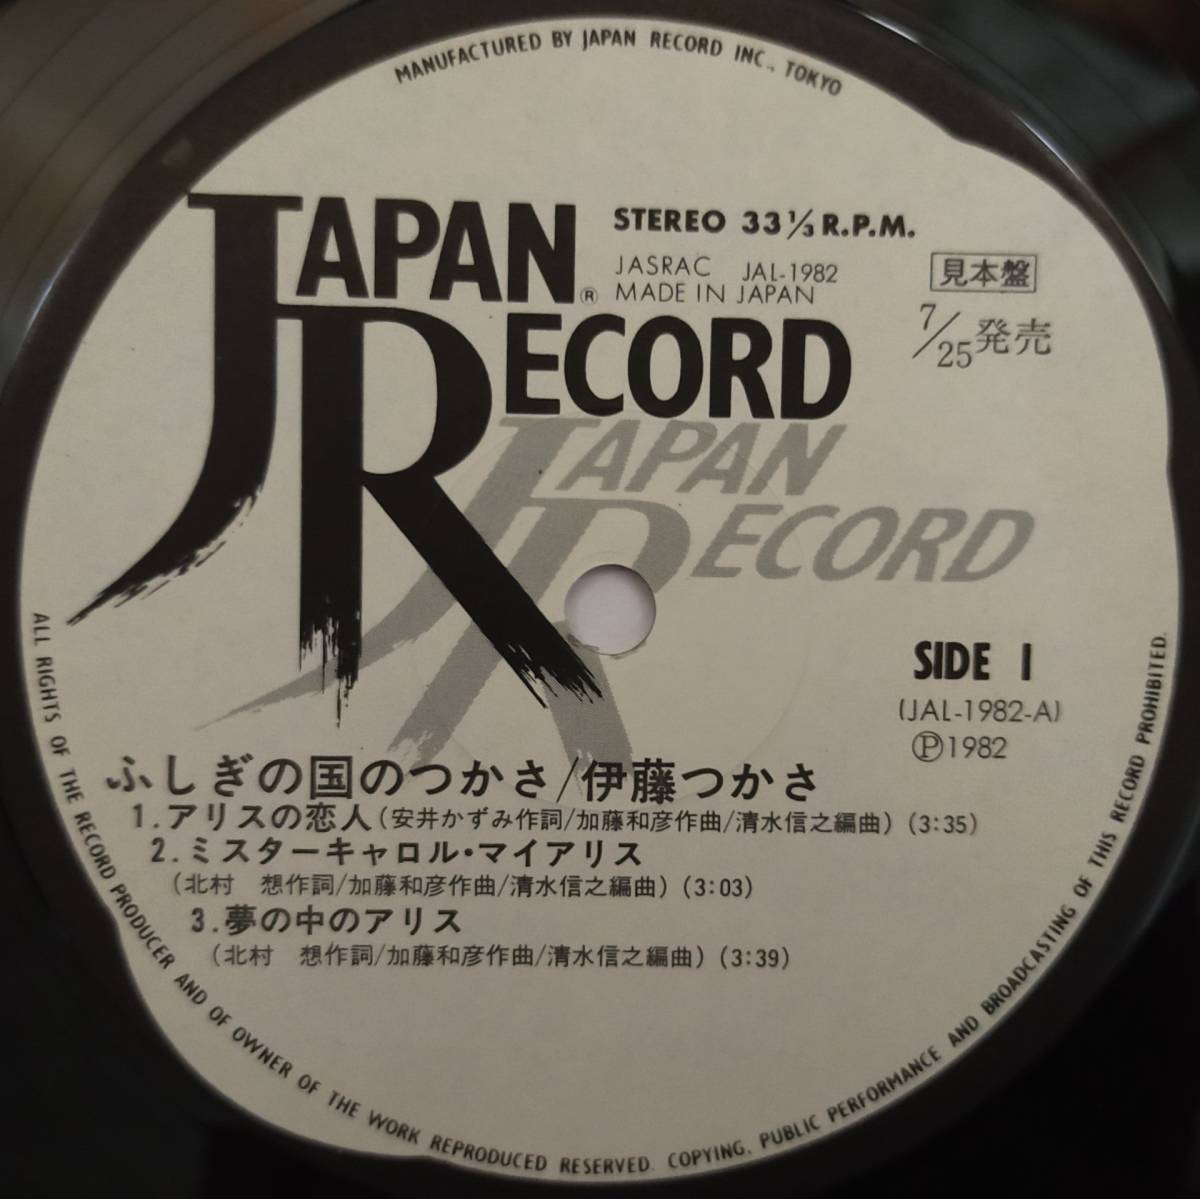 MANUFACTURED BY JAPAN RECORD INC., TOKYO
JAPAN RECORD ®
STEREO 33 1/3 R.P.M.
JASRAC JAL-1982
MADE IN JAPAN
見本盤
7/25発売
JAPAN RECORD
SIDE 1
(JAL-1982-A)
Ⓟ1982
ふしぎの国のつかさ/伊藤つかさ
1.アリスの恋人(安井かずみ作詞/加藤和彦作曲/清水信之編曲)(3:35)
2.ミスターキャロル・マイアリス
(北村 想作詞/加藤和彦作曲/清水信之編曲)(3:03)
3.夢の中のアリス
(北村 想作詞/加藤和彦作曲/清水信之編曲)(3:39)
ALL RIGHTS OF THE RECORD PRODUCER AND OF OWNER OF THE WORK REPRODUCED RESERVED. COPYING, PUBLIC PERFORMANCE AND BROADCASTING OF THIS RECORD PROHIBITED.